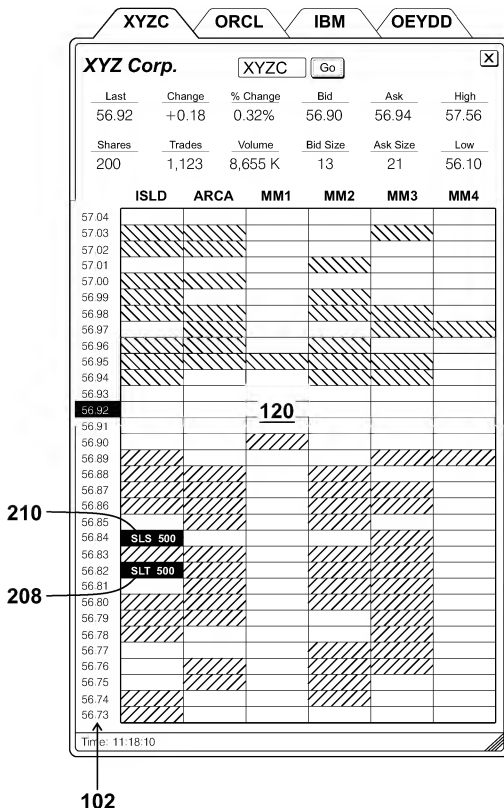 XYZC ORCL IBM OEYDD
X
XYZ Corp. XYZC Go
Last Change % Change Bid Ask High
56.92 +0.18 0.32% 56.90 56.94 57.56
Shares Trades Volume Bid Size Ask Size Low
200 1,123 8,655 K 13 21 56.10
ISLD ARCA MM1 MM2 MM3 MM4
57.04
57.03
57.02
57.01
57.00
56.99
56.98
56.97
56.96
56.95
56.94
56.93
56.92 120
56.91
56.90
56.89
56.88
56.87
56.86
56.85
210 56.84 SLS 500
56.83
208 56.82 SLT 500
56.81
56.80
56.79
56.78
56.77
56.76
56.75
56.74
56.73
Time: 11:18:10
102